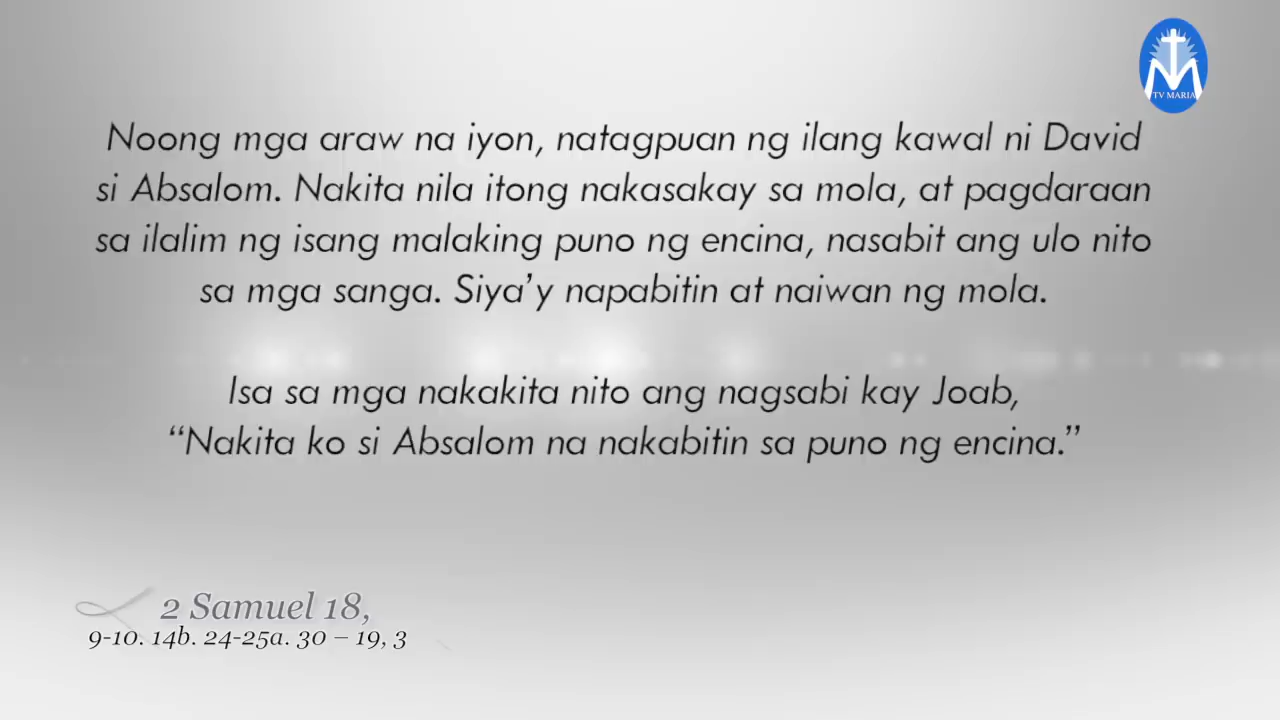 TV MARIA
Noong mga araw na iyon, natagpuan ng ilang kawal ni David
si Absalom. Nakita nila itong nakasakay sa mola, at pagdaraan
sa ilalim ng isang malaking puno ng encina, nasabit ang ulo nito
sa mga sanga. Siya’y napabitin at naiwan ng mola.
Isa sa mga nakakita nito ang nagsabi kay Joab,
“Nakita ko si Absalom na nakabitin sa puno ng encina.”
2 Samuel 18,
9-10. 14b. 24-25a. 30 – 19, 3